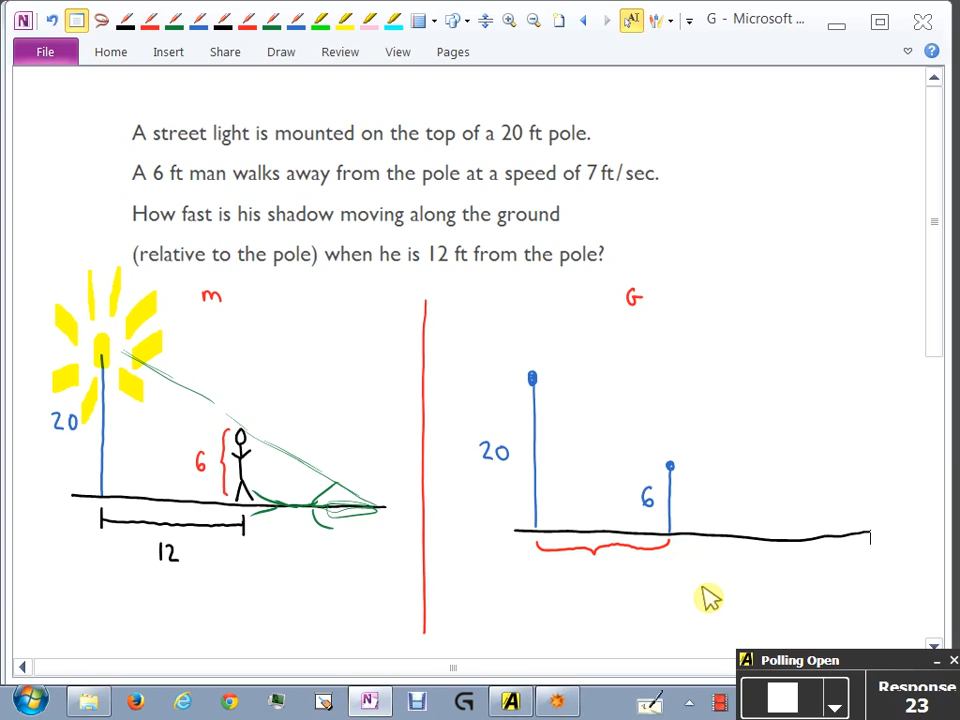 G - Microsoft ...
File Home Insert Share Draw Review View Pages
A street light is mounted on the top of a 20 ft pole.
A 6 ft man walks away from the pole at a speed of 7 ft/sec.
How fast is his shadow moving along the ground
(relative to the pole) when he is 12 ft from the pole?
m
G
20
6
12
20
6
Polling Open
Response
23